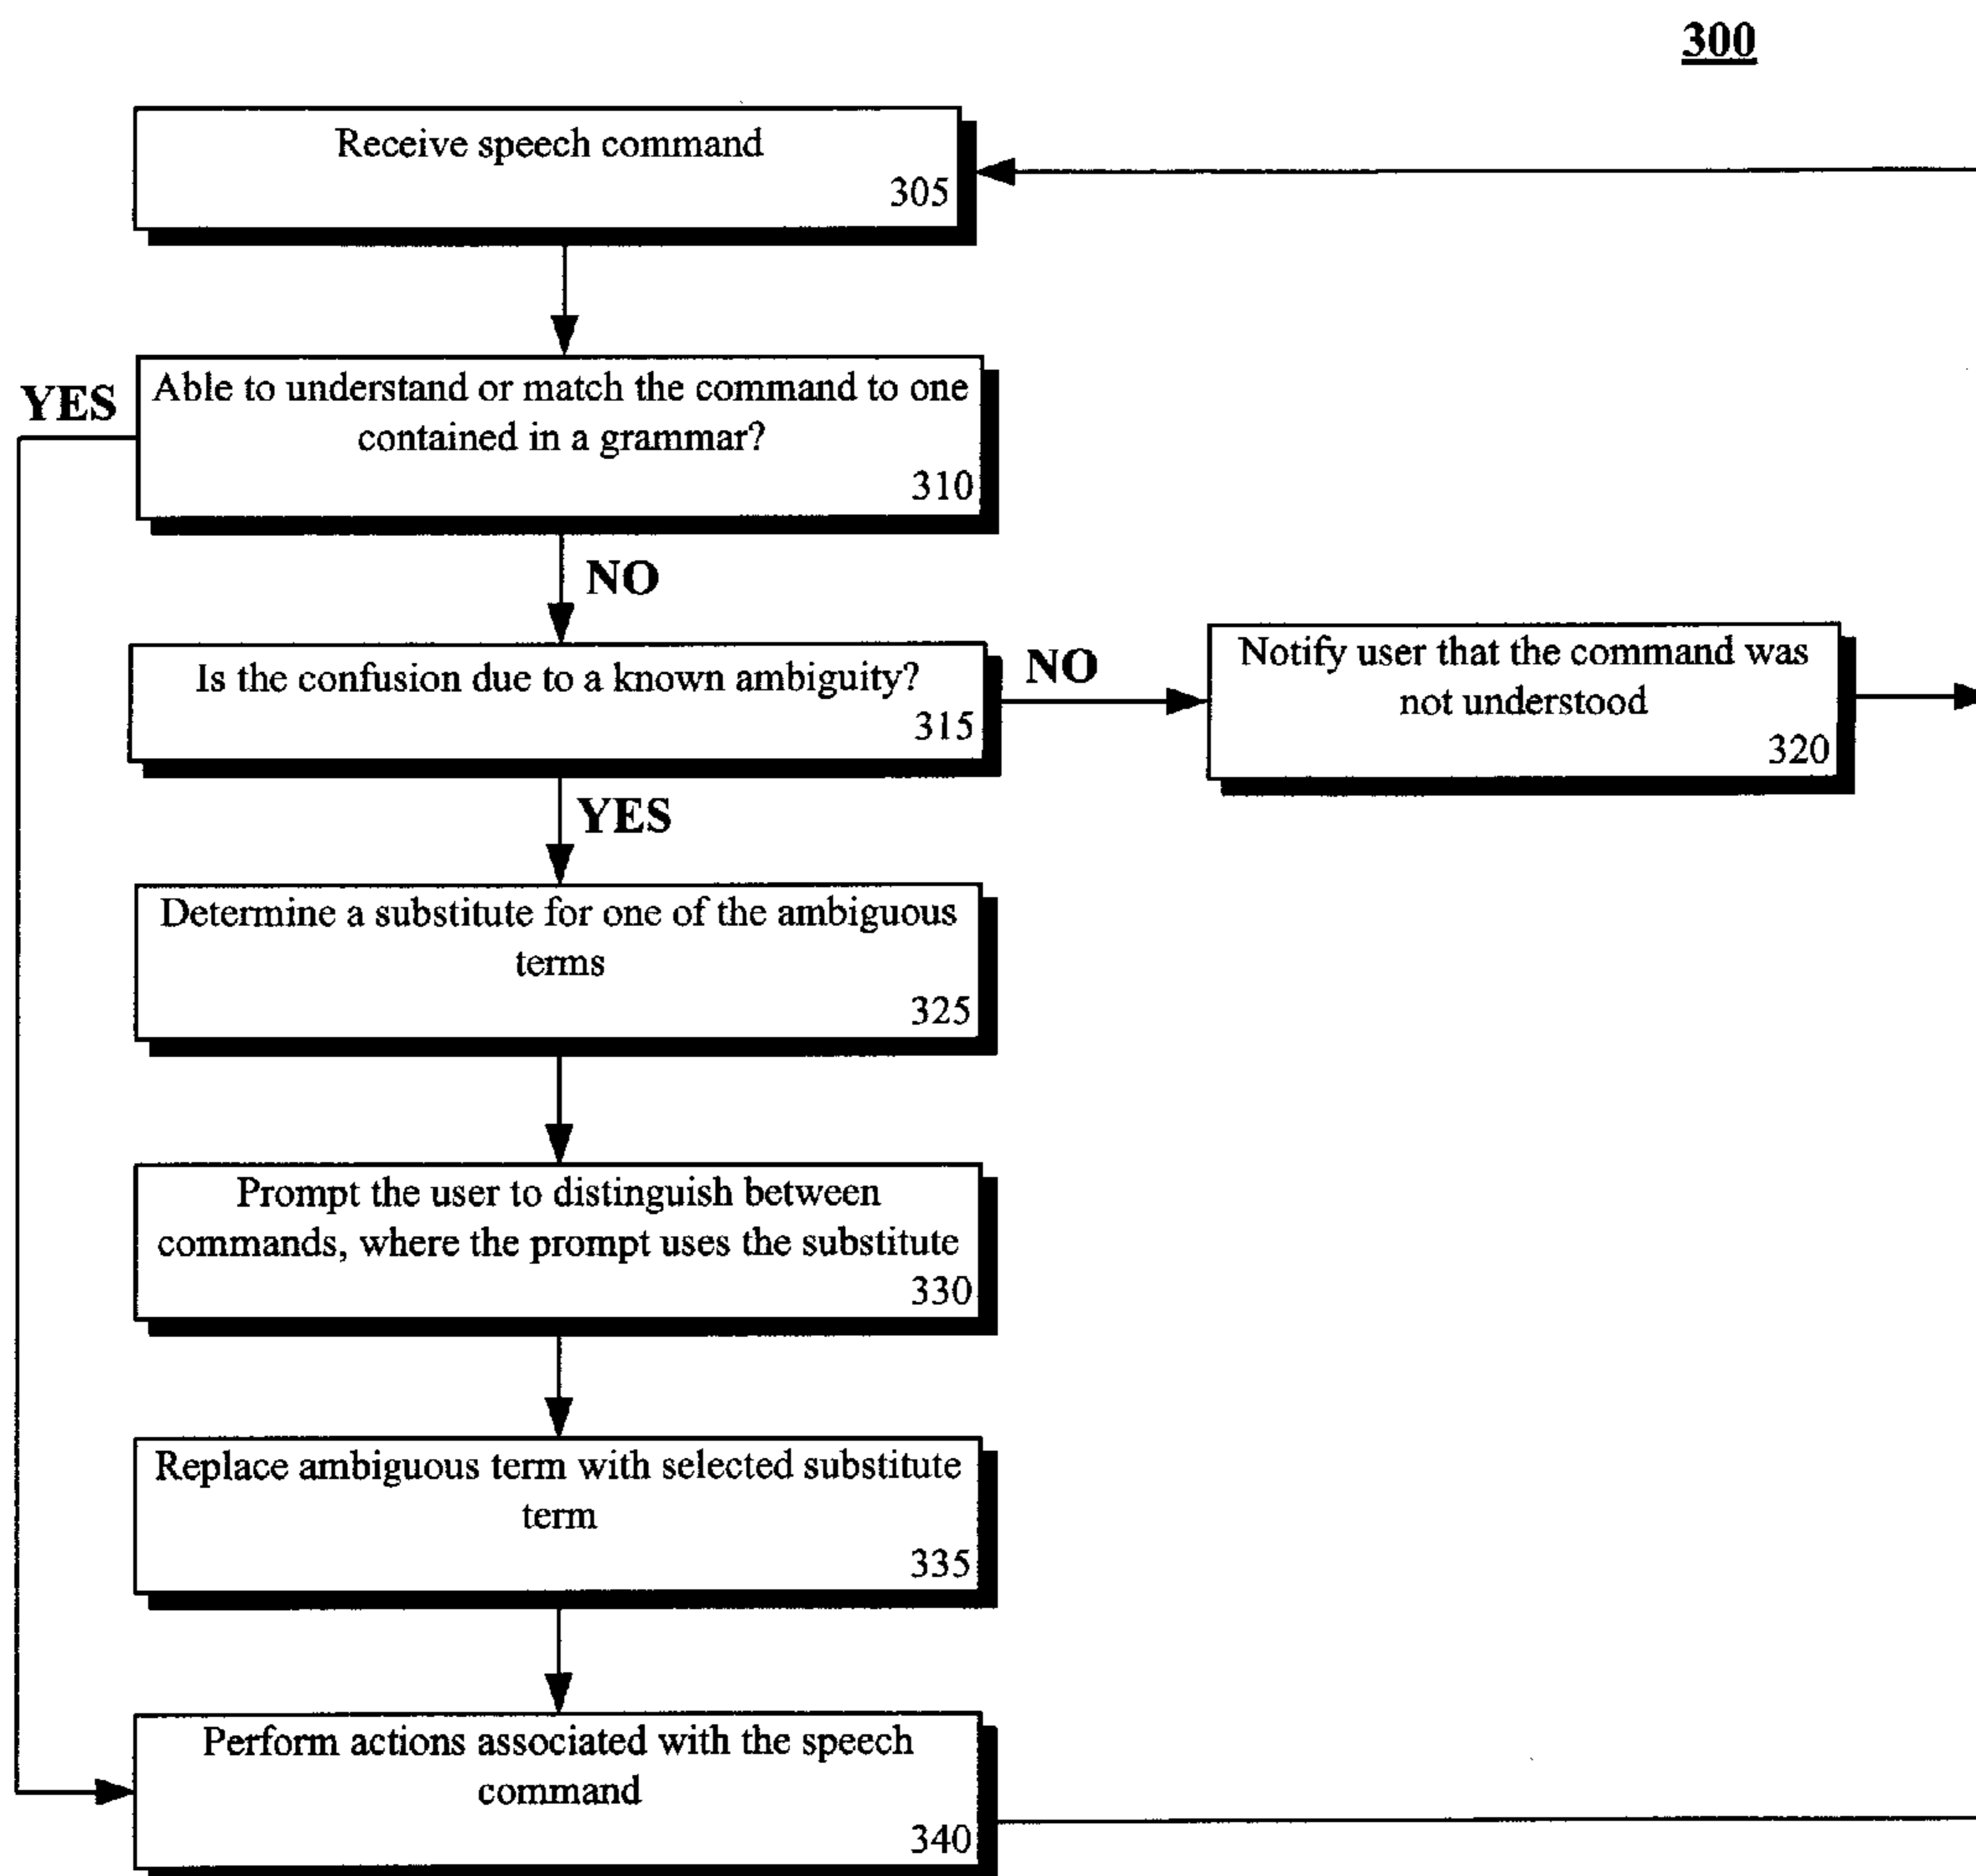 300
Receive speech command
305
YES
Able to understand or match the command to one
contained in a grammar?
310
NO
Is the confusion due to a known ambiguity?
315
NO
Notify user that the command was
not understood
320
YES
Determine a substitute for one of the ambiguous
terms
325
Prompt the user to distinguish between
commands, where the prompt uses the substitute
330
Replace ambiguous term with selected substitute
term
335
Perform actions associated with the speech
command
340